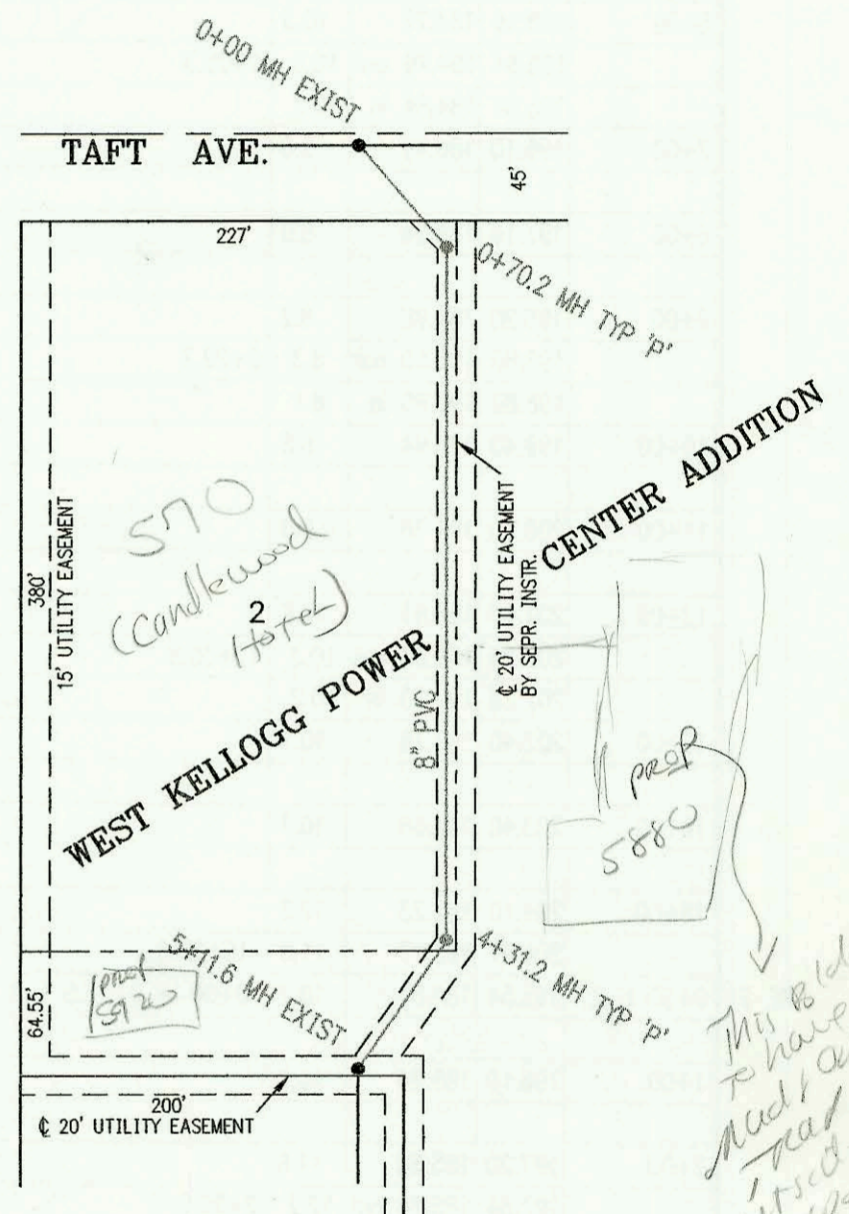 0+00 MH EXIST
TAFT AVE.
45'
227'
0+70.2 MH TYP 'P'
CENTER ADDITION
570
(Candlewood
Hotel)
2
380'
15' UTILITY EASEMENT
℄ 20' UTILITY EASEMENT
BY SEPR. INSTR.
8" PVC
WEST KELLOGG POWER
PROP
5880
5+11.6 MH EXIST
4+31.2 MH TYP 'P'
PROP
5920
64.55'
200'
℄ 20' UTILITY EASEMENT
This Bld
to have